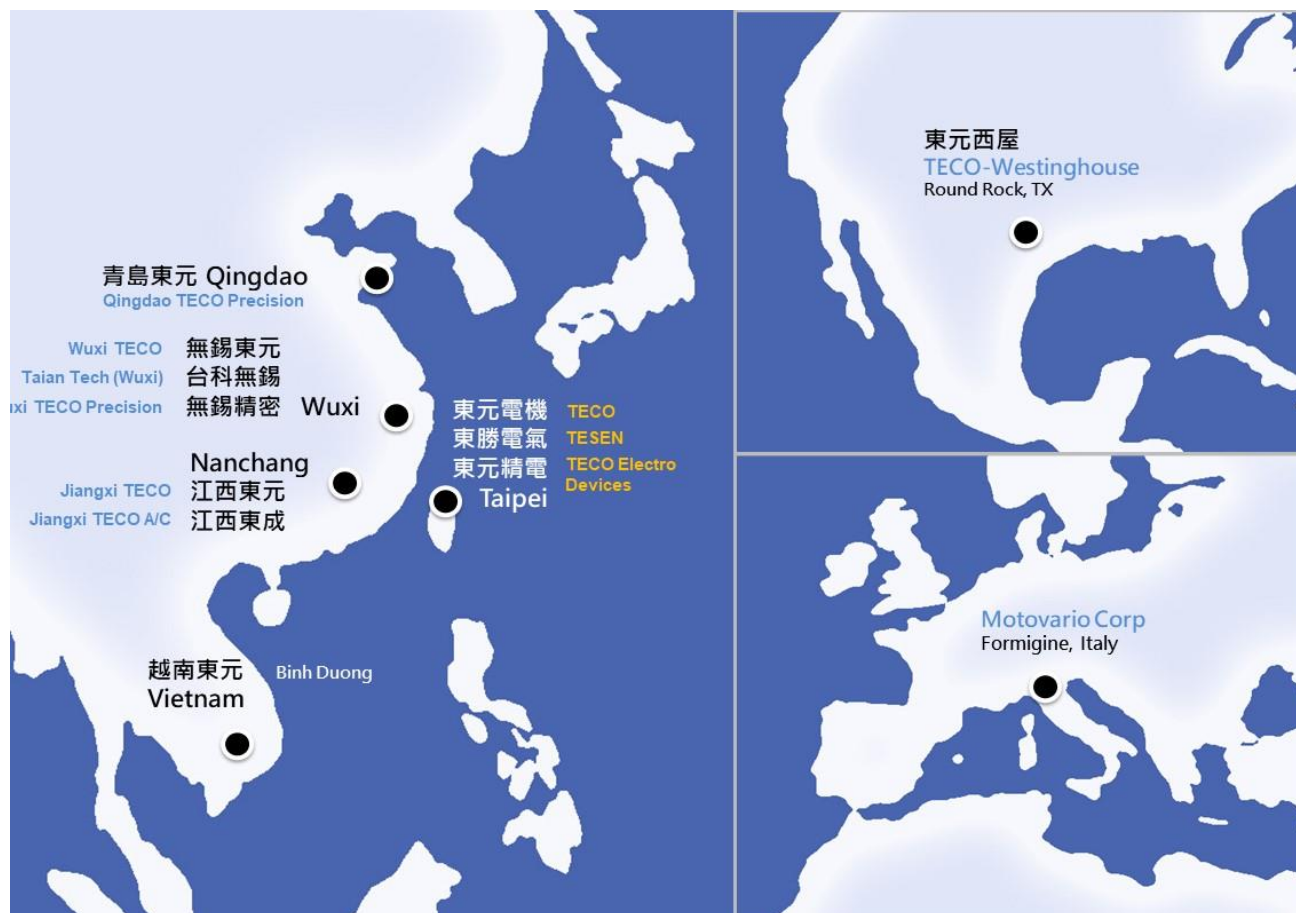 青島東元 Qingdao
Qingdao TECO Precision
Wuxi TECO 無錫東元
Taian Tech (Wuxi) 台科無錫
TECO Precision 無錫精密 Wuxi
Nanchang
Jiangxi TECO 江西東元
Jiangxi TECO A/C 江西東成
東元電機 TECO
東勝電氣 TESEN
東元精電 TECO Electro
Devices
Taipei
越南東元 Binh Duong
Vietnam
東元西屋
TECO-Westinghouse
Round Rock, TX
Motovario Corp
Formigine, Italy